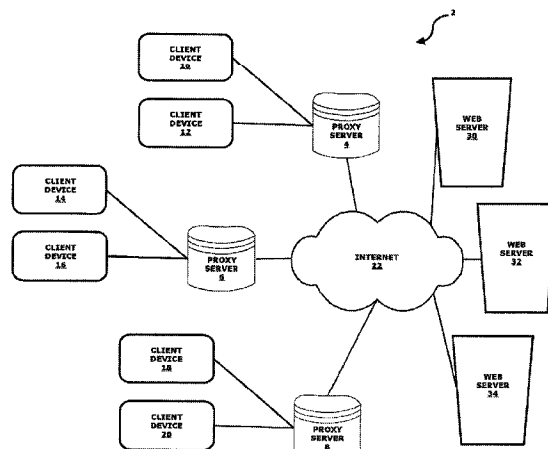 2
CLIENT
DEVICE
10
CLIENT
DEVICE
12
PROXY
SERVER
4
WEB
SERVER
30
CLIENT
DEVICE
14
CLIENT
DEVICE
16
PROXY
SERVER
6
INTERNET
22
WEB
SERVER
32
CLIENT
DEVICE
18
CLIENT
DEVICE
20
PROXY
SERVER
8
WEB
SERVER
34